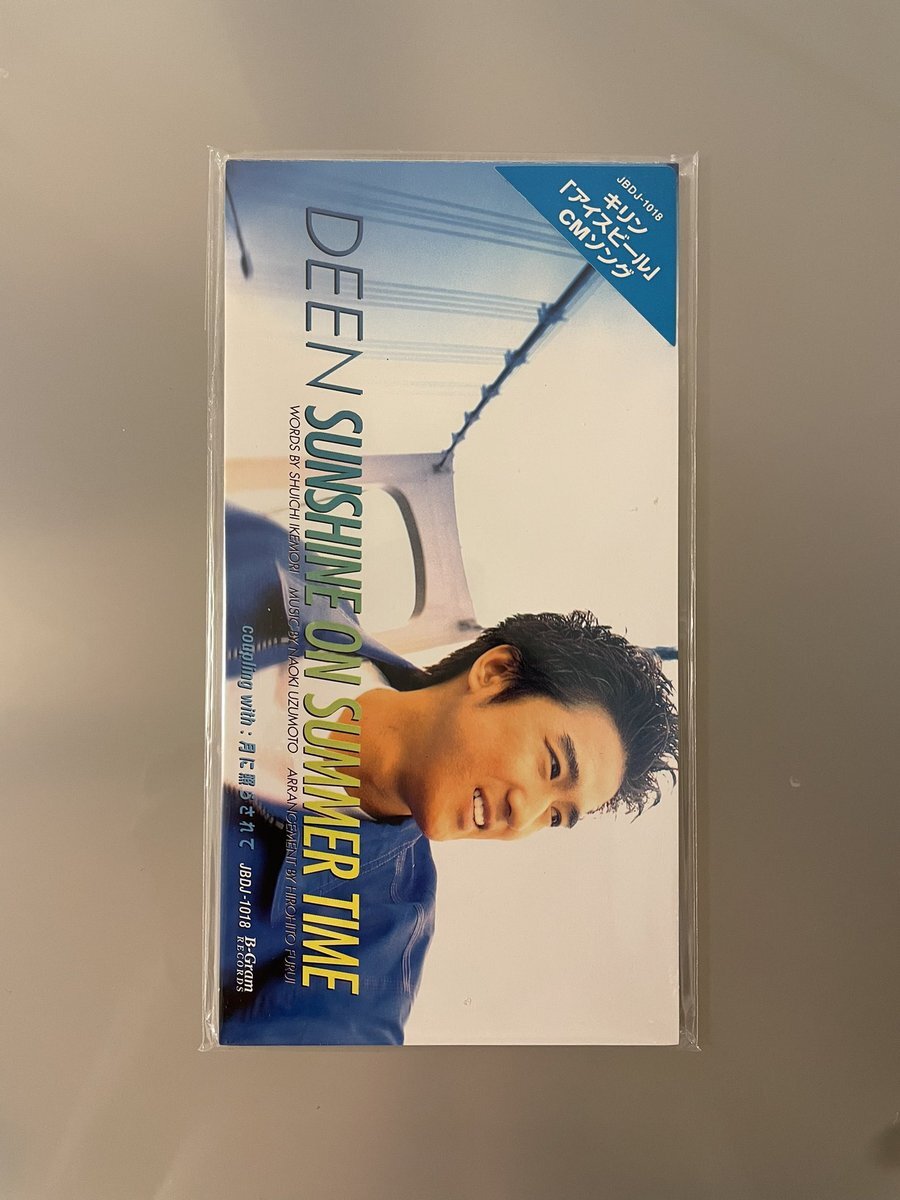 JBDJ-1018
キリン
「アイスビール」
CMソング
DEEN SUNSHINE ON SUMMER TIME
WORDS BY SHUICHI IKEMORI MUSIC BY NAOKI UZUMOTO ARRANGEMENT BY HIROHITO FURUI
coupling with : 月に照らされて JBDJ-1018 B-Gram
RECORDS